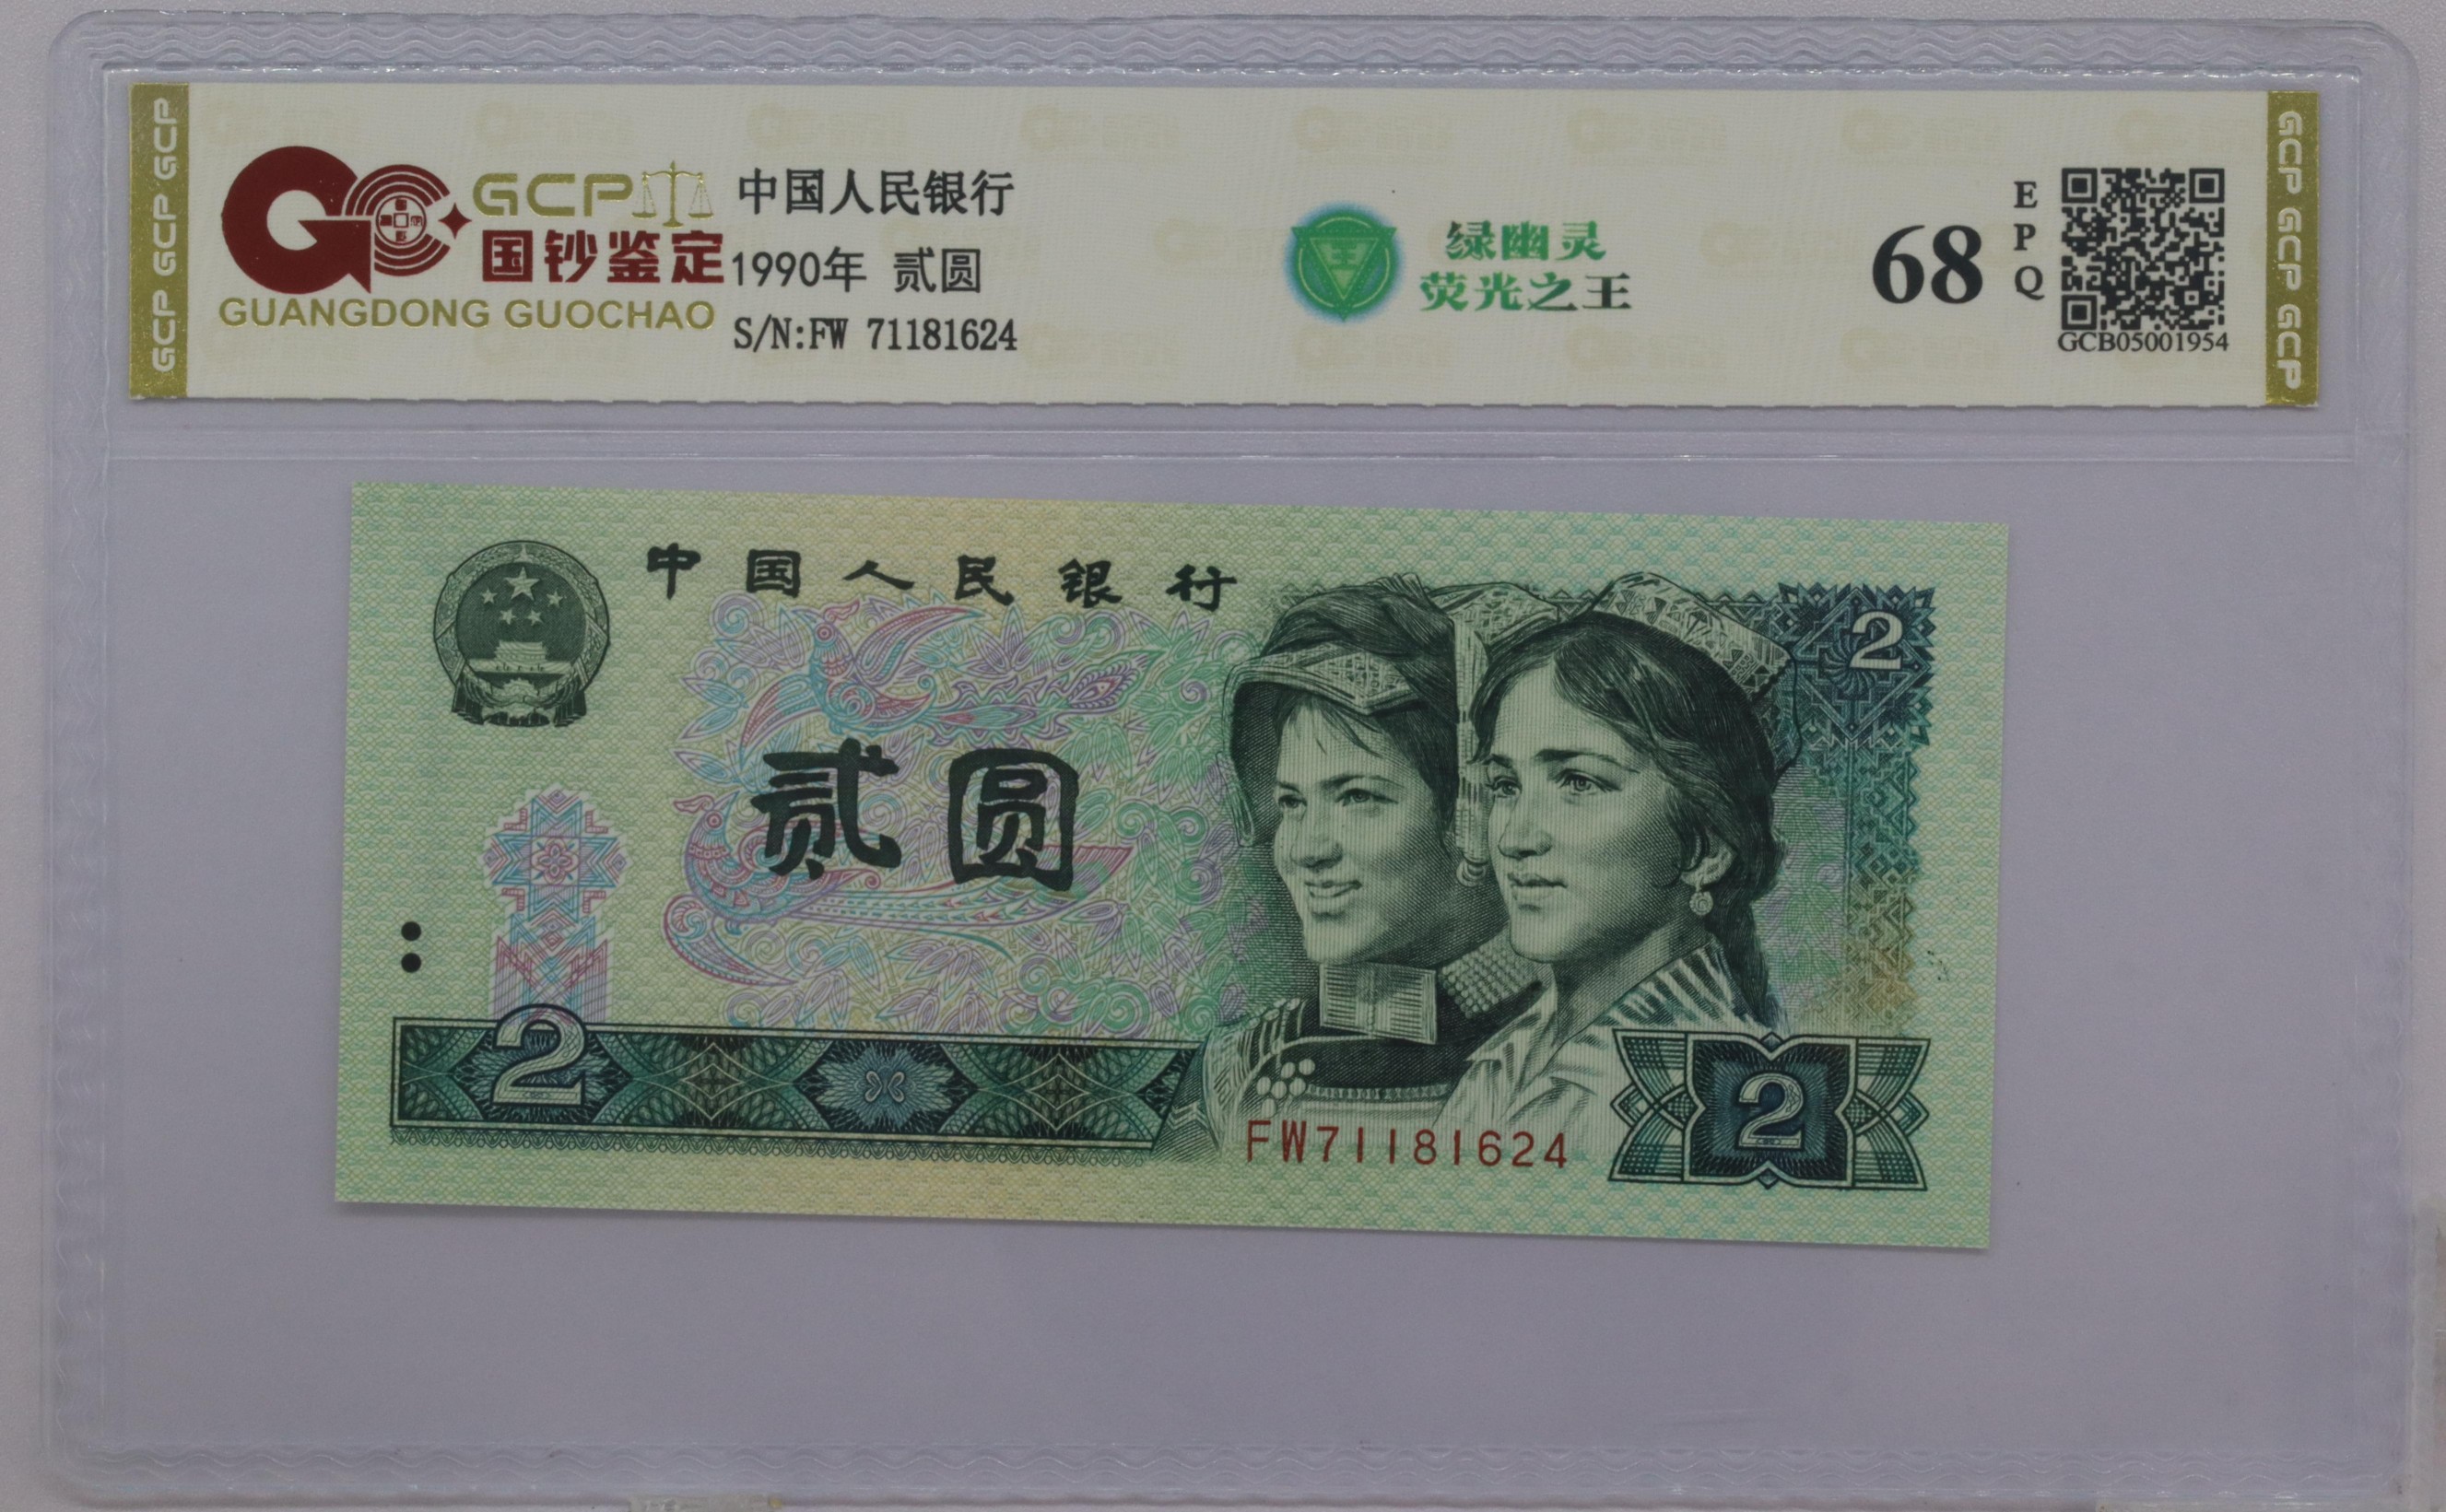 GCP GCP GCP
GCP
国钞鉴定
GUANGDONG GUOCHAO
中国人民银行
1990年 贰圆
S/N:FW 71181624
王
绿幽灵
荧光之王
68
EPQ
GCB05001954
GCP GCP GCP
中国人民银行
2
贰圆
2
FW71181624
2